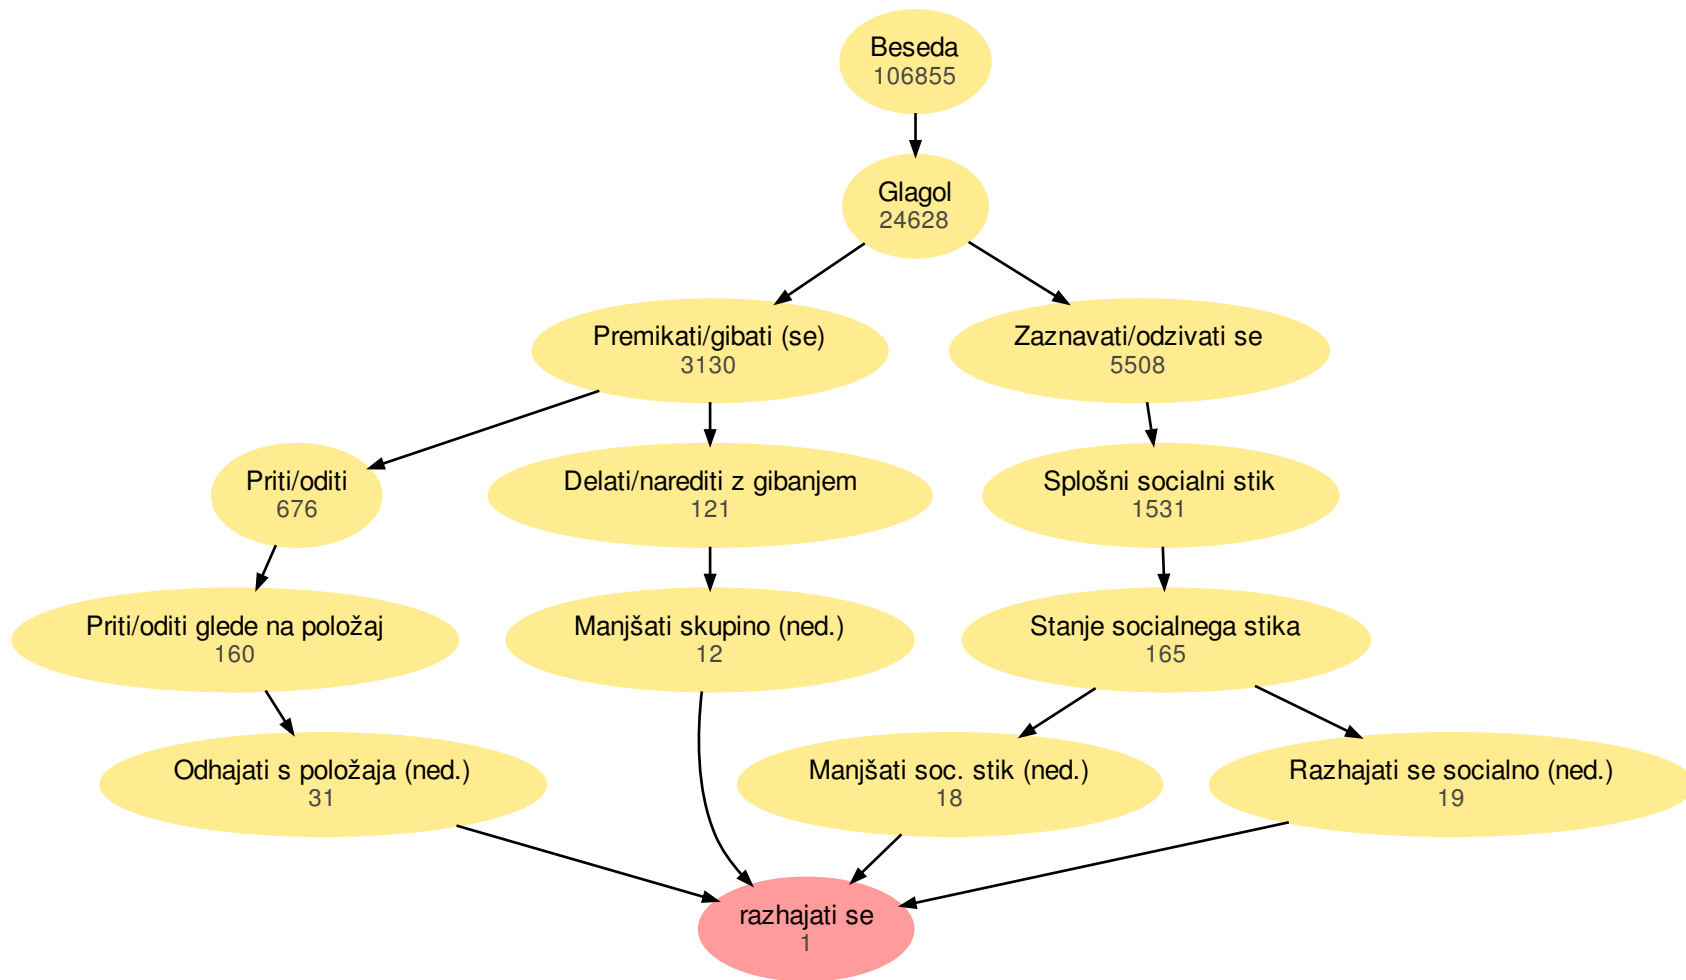 Beseda
106855
Glagol
24628
Premikati/gibati (se)
3130
Zaznavati/odzivati se
5508
Priti/oditi
676
Delati/narediti z gibanjem
121
Splošni socialni stik
1531
Priti/oditi glede na položaj
160
Manjšati skupino (ned.)
12
Stanje socialnega stika
165
Odhajati s položaja (ned.)
31
Manjšati soc. stik (ned.)
18
Razhajati se socialno (ned.)
19
razhajati se
1